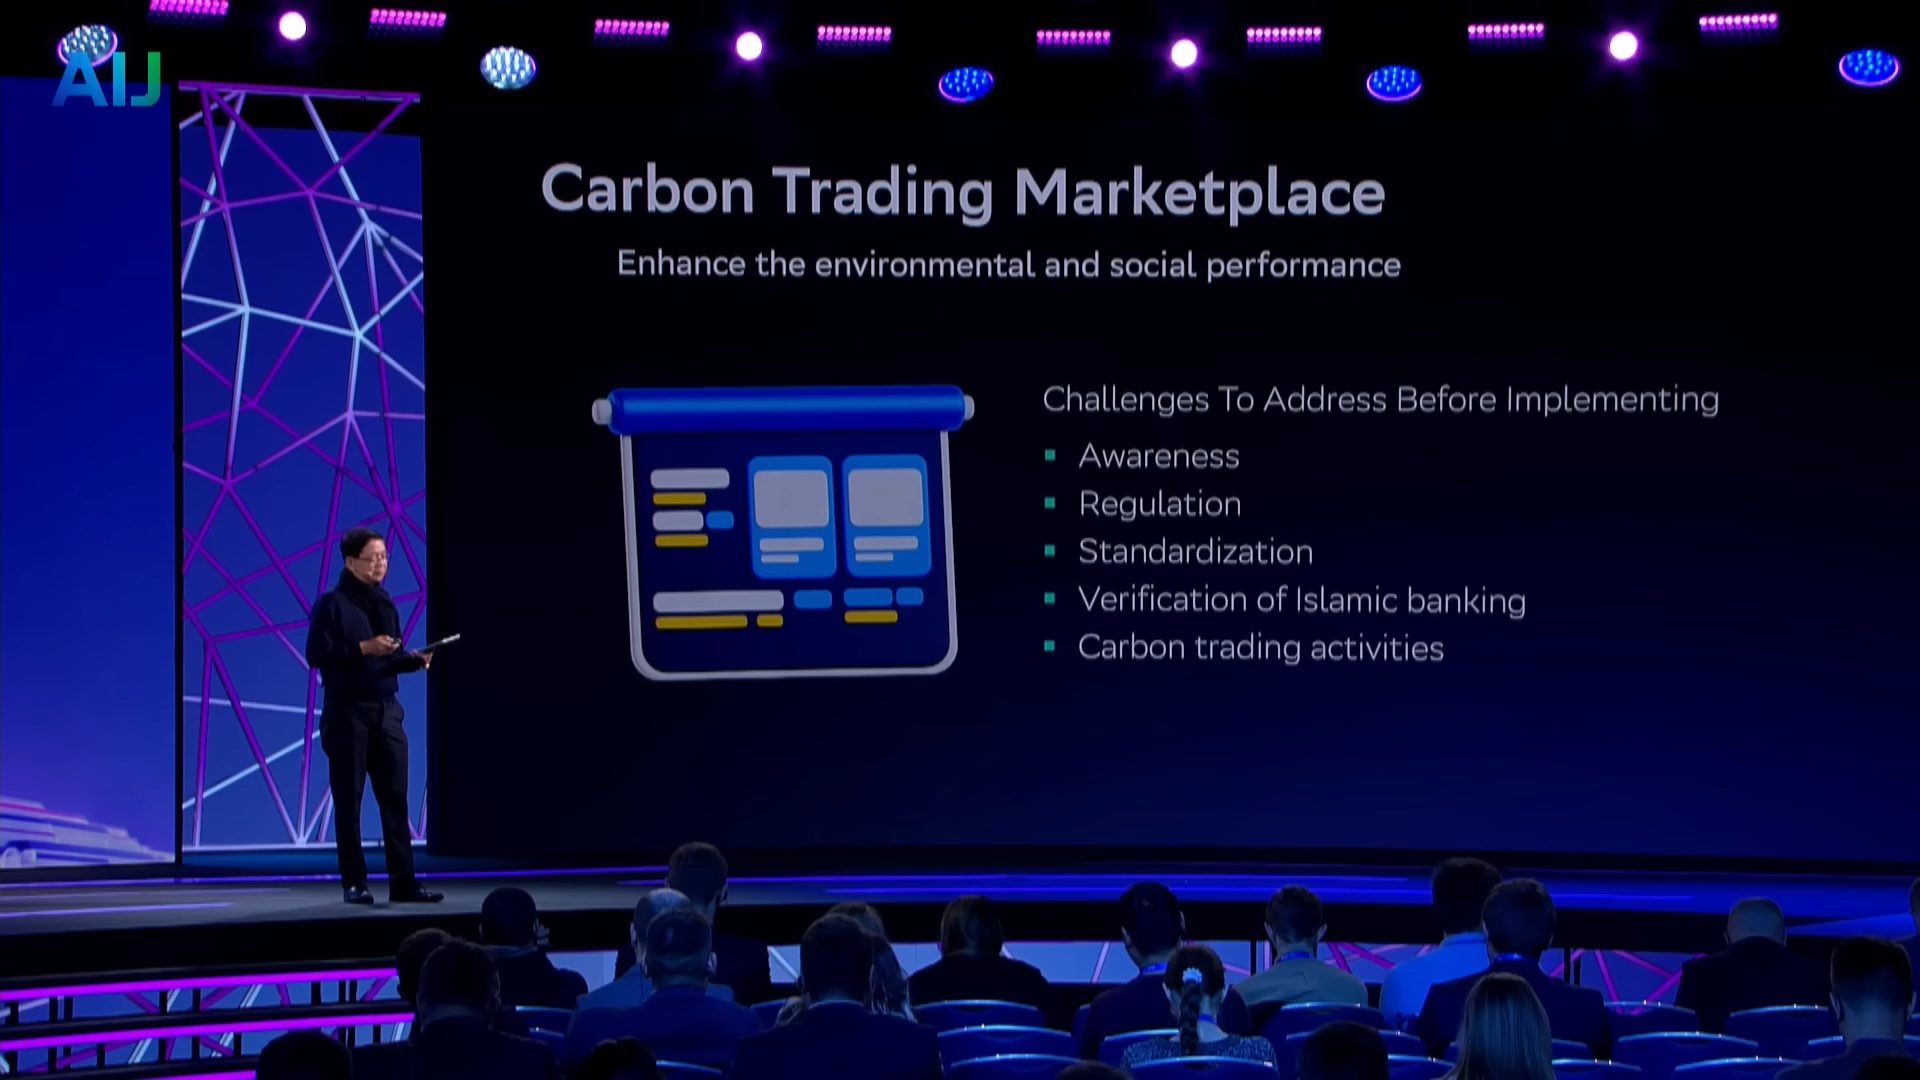 AIJ
Carbon Trading Marketplace
Enhance the environmental and social performance
Challenges To Address Before Implementing
Awareness
Regulation
Standardization
Verification of Islamic banking
Carbon trading activities